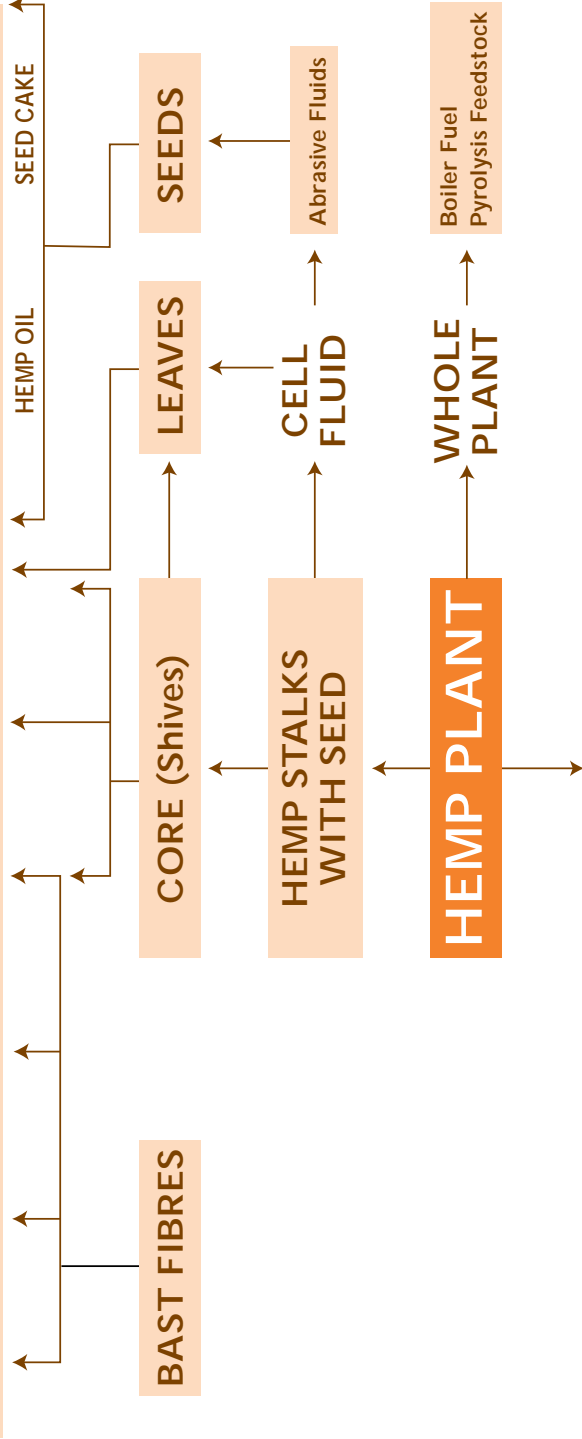 HEMP OIL
SEED CAKE
BAST FIBRES
CORE (Shives)
LEAVES
SEEDS
HEMP STALKS
WITH SEED
CELL
FLUID
Abrasive Fluids
HEMP PLANT
WHOLE
PLANT
Boiler Fuel
Pyrolysis Feedstock